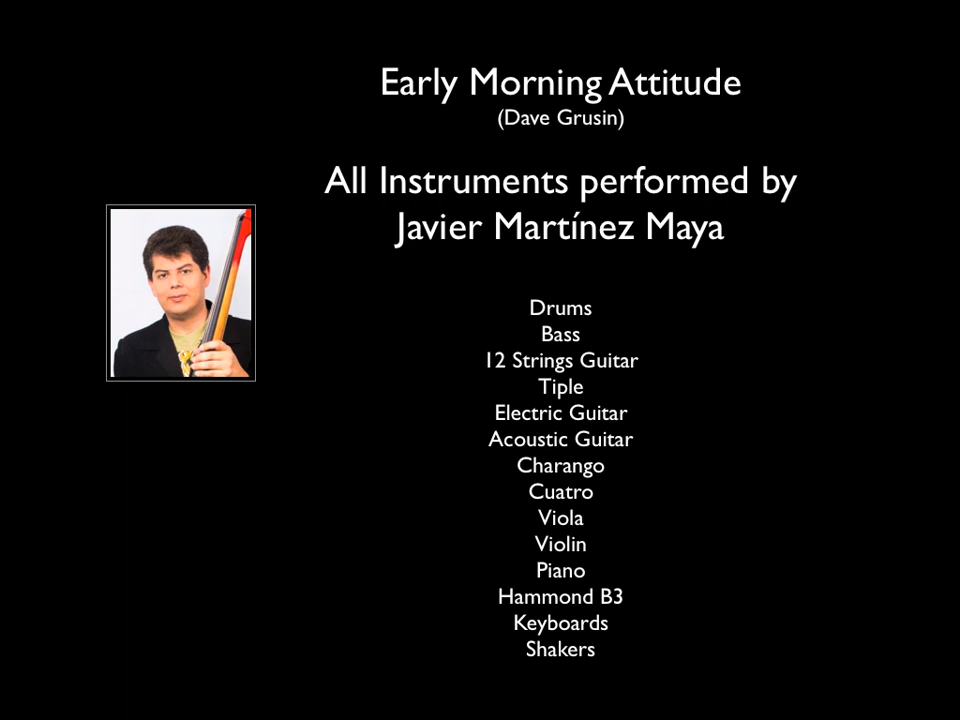 Early Morning Attitude
(Dave Grusin)
All Instruments performed by
Javier Martínez Maya
Drums
Bass
12 Strings Guitar
Tiple
Electric Guitar
Acoustic Guitar
Charango
Cuatro
Viola
Violin
Piano
Hammond B3
Keyboards
Shakers